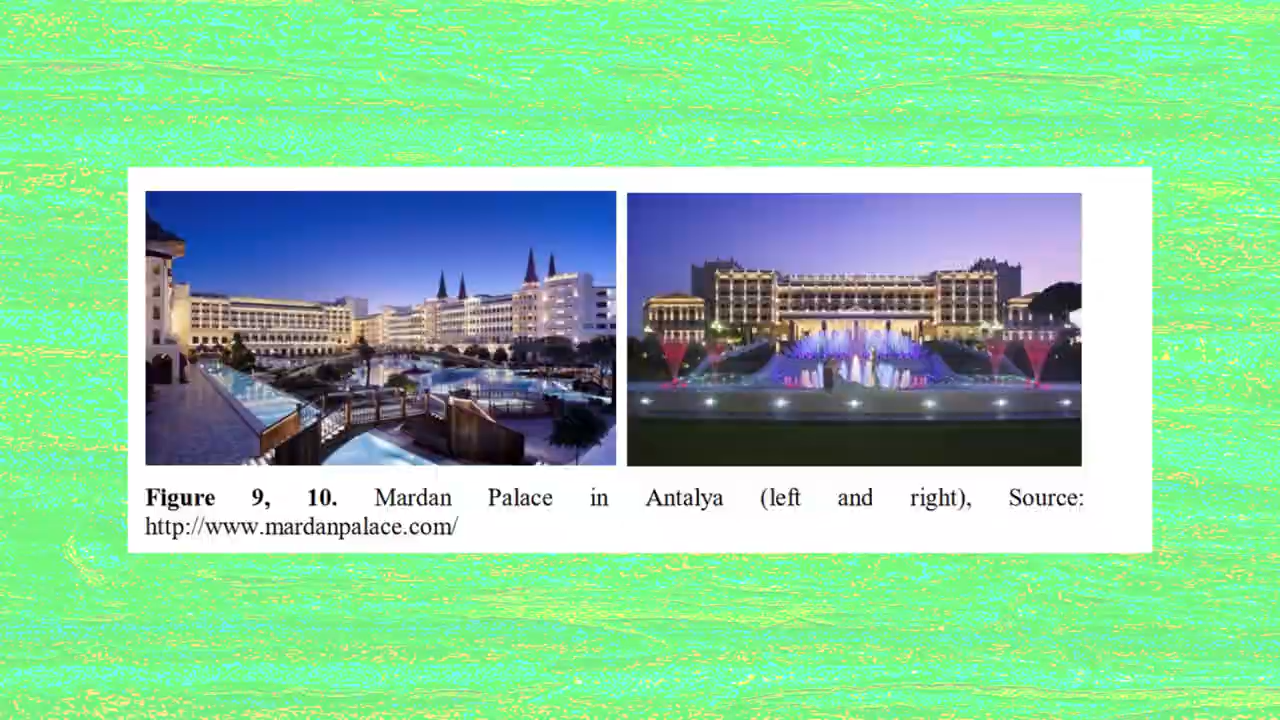 Figure 9, 10. Mardan Palace in Antalya (left and right), Source:
http://www.mardanpalace.com/